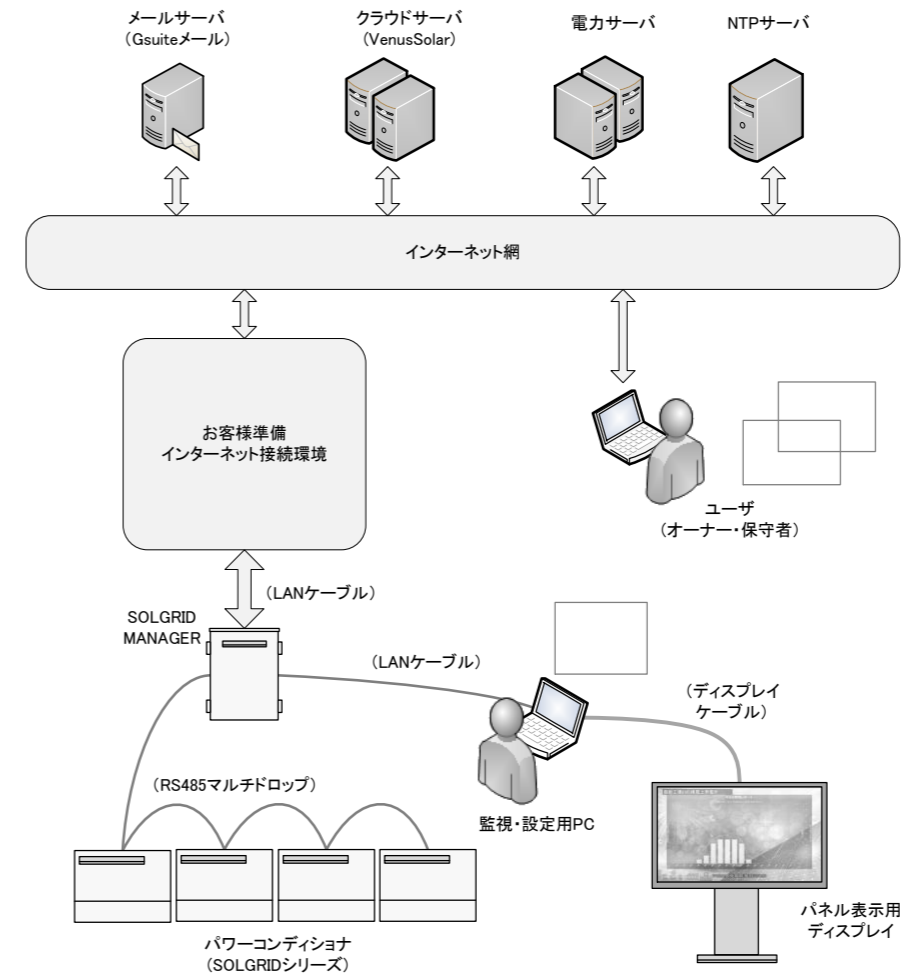 メールサーバ
（Gsuiteメール）
クラウドサーバ
（VenusSolar）
電力サーバ
NTPサーバ
インターネット網
お客様準備
インターネット接続環境
ユーザ
（オーナー・保守者）
（LANケーブル）
SOLGRID
MANAGER
（LANケーブル）
（ディスプレイ
ケーブル）
（RS485マルチドロップ）
監視・設定用PC
パネル表示用
ディスプレイ
パワーコンディショナ
（SOLGRIDシリーズ）